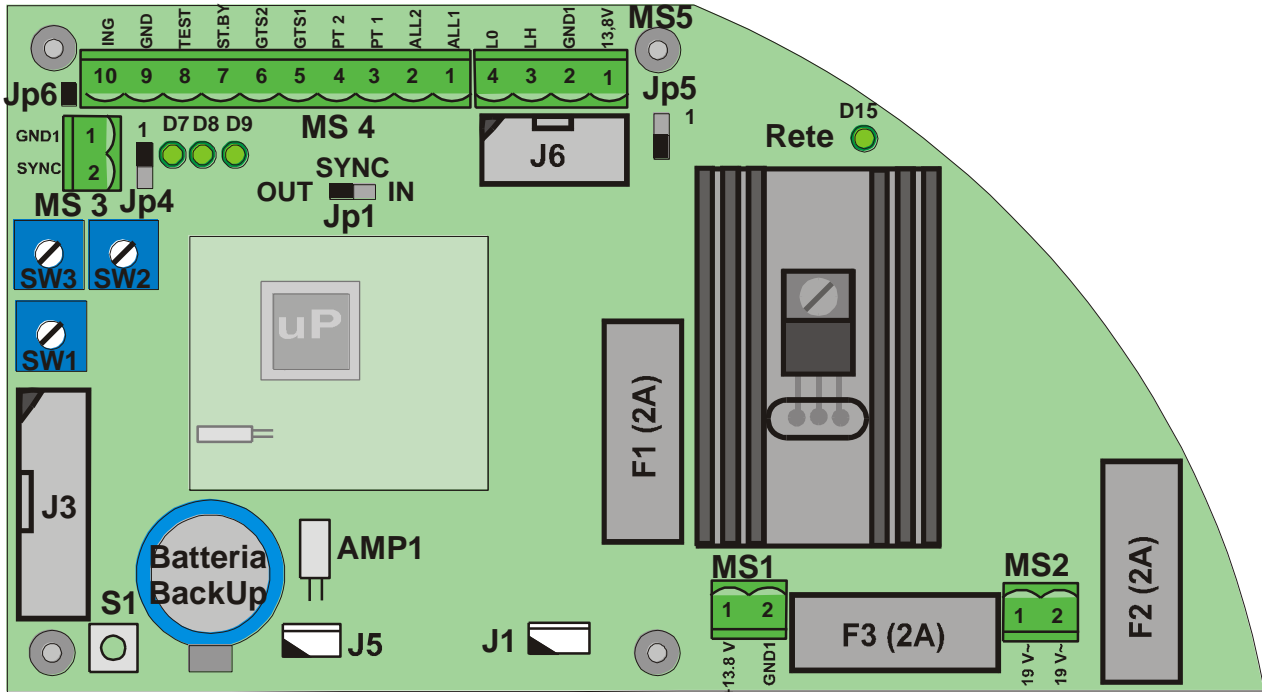 ING GND TEST ST.BY GTS2 GTS1 PT 2 PT 1 ALL2 ALL1 L0 LH GND1 13,8V MS5
10 9 8 7 6 5 4 3 2 1 4 3 2 1
Jp6 Jp5
1
GND1 1 1 D7 D8 D9 MS 4 J6 Rete D15
SYNC 2 SYNC
OUT IN
MS 3 Jp4 Jp1
SW3 SW2
uP
SW1
F1 (2A)
J3
Batteria
BackUp
AMP1
MS1 MS2
1 2 1 2
S1 F3 (2A) F2 (2A)
J5 J1
13.8 V GND1 19 V~ 19 V~